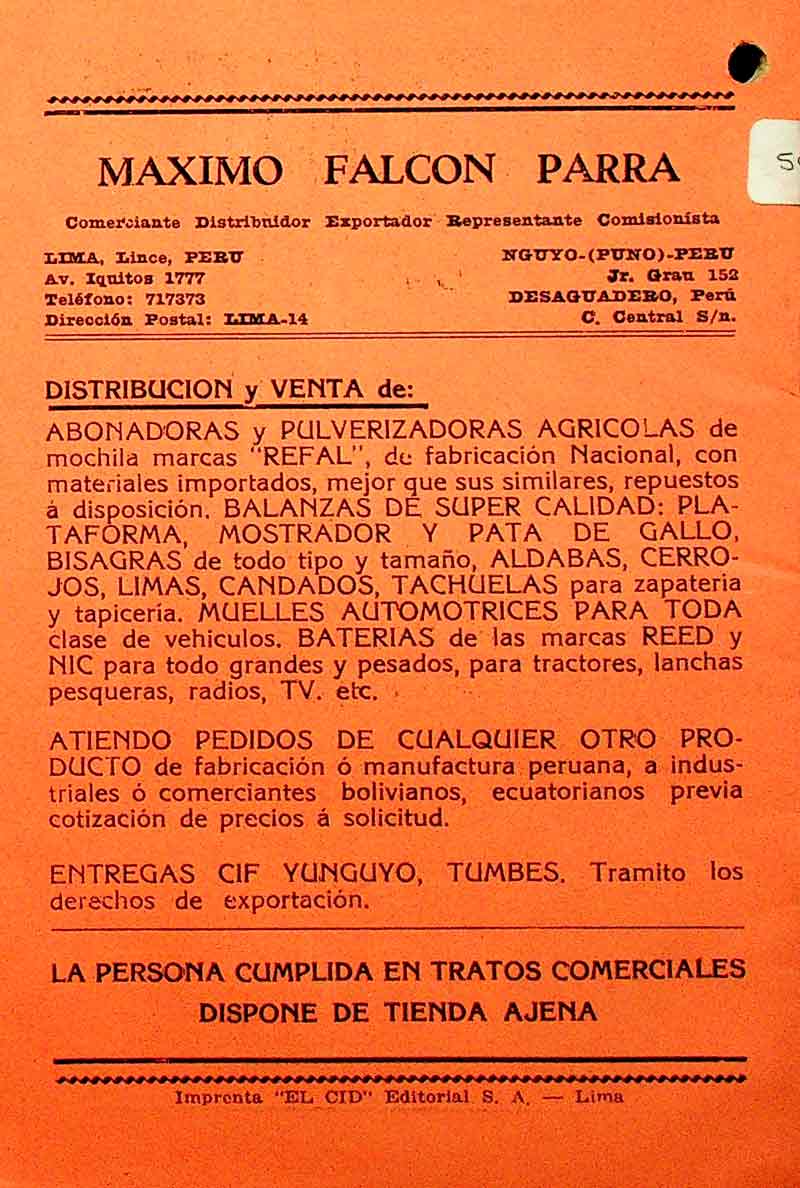 MAXIMO FALCON PARRA
Comerciante Distribuidor Exportador Representante Comisionista
LIMA, Lince, PERU
Av. Iquitos 1777
Teléfono: 717373
Dirección Postal: LIMA-14
NGUYO-(PUNO)-PERU
Jr. Grau 152
DESAGUADERO, Perú
C. Central S/n.
DISTRIBUCION y VENTA de:
ABONADORAS y PULVERIZADORAS AGRICOLAS de
mochila marcas "REFAL", de fabricación Nacional, con
materiales importados, mejor que sus similares, repuestos
á disposición. BALANZAS DE SUPER CALIDAD: PLA-
TAFORMA, MOSTRADOR Y PATA DE GALLO,
BISAGRAS de todo tipo y tamaño, ALDABAS, CERRO-
JOS, LIMAS, CANDADOS, TACHUELAS para zapateria
y tapicería. MUELLES AUTOMOTRICES PARA TODA
clase de vehiculos. BATERIAS de las marcas REED y
NIC para todo grandes y pesados, para tractores, lanchas
pesqueras, radios, TV. etc.
ATIENDO PEDIDOS DE CUALQUIER OTRO PRO-
DUCTO de fabricación ó manufactura peruana, a indus-
triales ó comerciantes bolivianos, ecuatorianos previa
cotización de precios á solicitud.
ENTREGAS CIF YUNGUYO, TUMBES. Tramito los
derechos de exportación.
LA PERSONA CUMPLIDA EN TRATOS COMERCIALES
DISPONE DE TIENDA AJENA
Imprenta "EL CID" Editorial S. A. — Lima